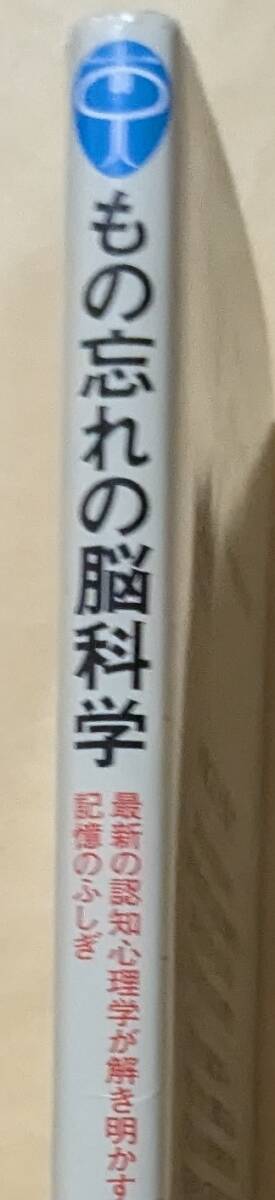 もの忘れの脳科学
最新の認知心理学が解き明かす
記憶のふしぎ